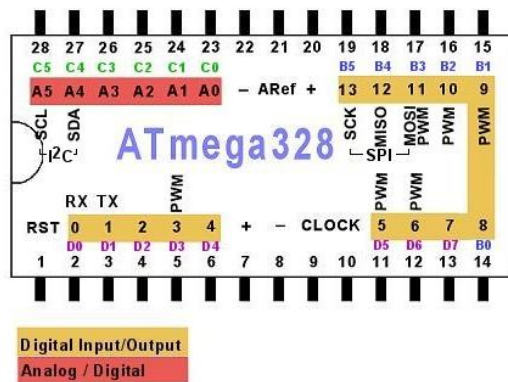 28 27 26 25 24 23 22 21 20 19 18 17 16 15
C5 C4 C3 C2 C1 C0 B5 B4 B3 B2 B1
A5 A4 A3 A2 A1 A0 - ARef + 13 12 11 10 9
SCL SDA SCK MISO MOSI PWM PWM PWM
I2C SPI
ATmega328
RX TX PWM PWM PWM
RST 0 1 2 3 4 + - CLOCK 5 6 7 8
D0 D1 D2 D3 D4 D5 D6 D7 B0
1 2 3 4 5 6 7 8 9 10 11 12 13 14
Digital Input/Output
Analog / Digital